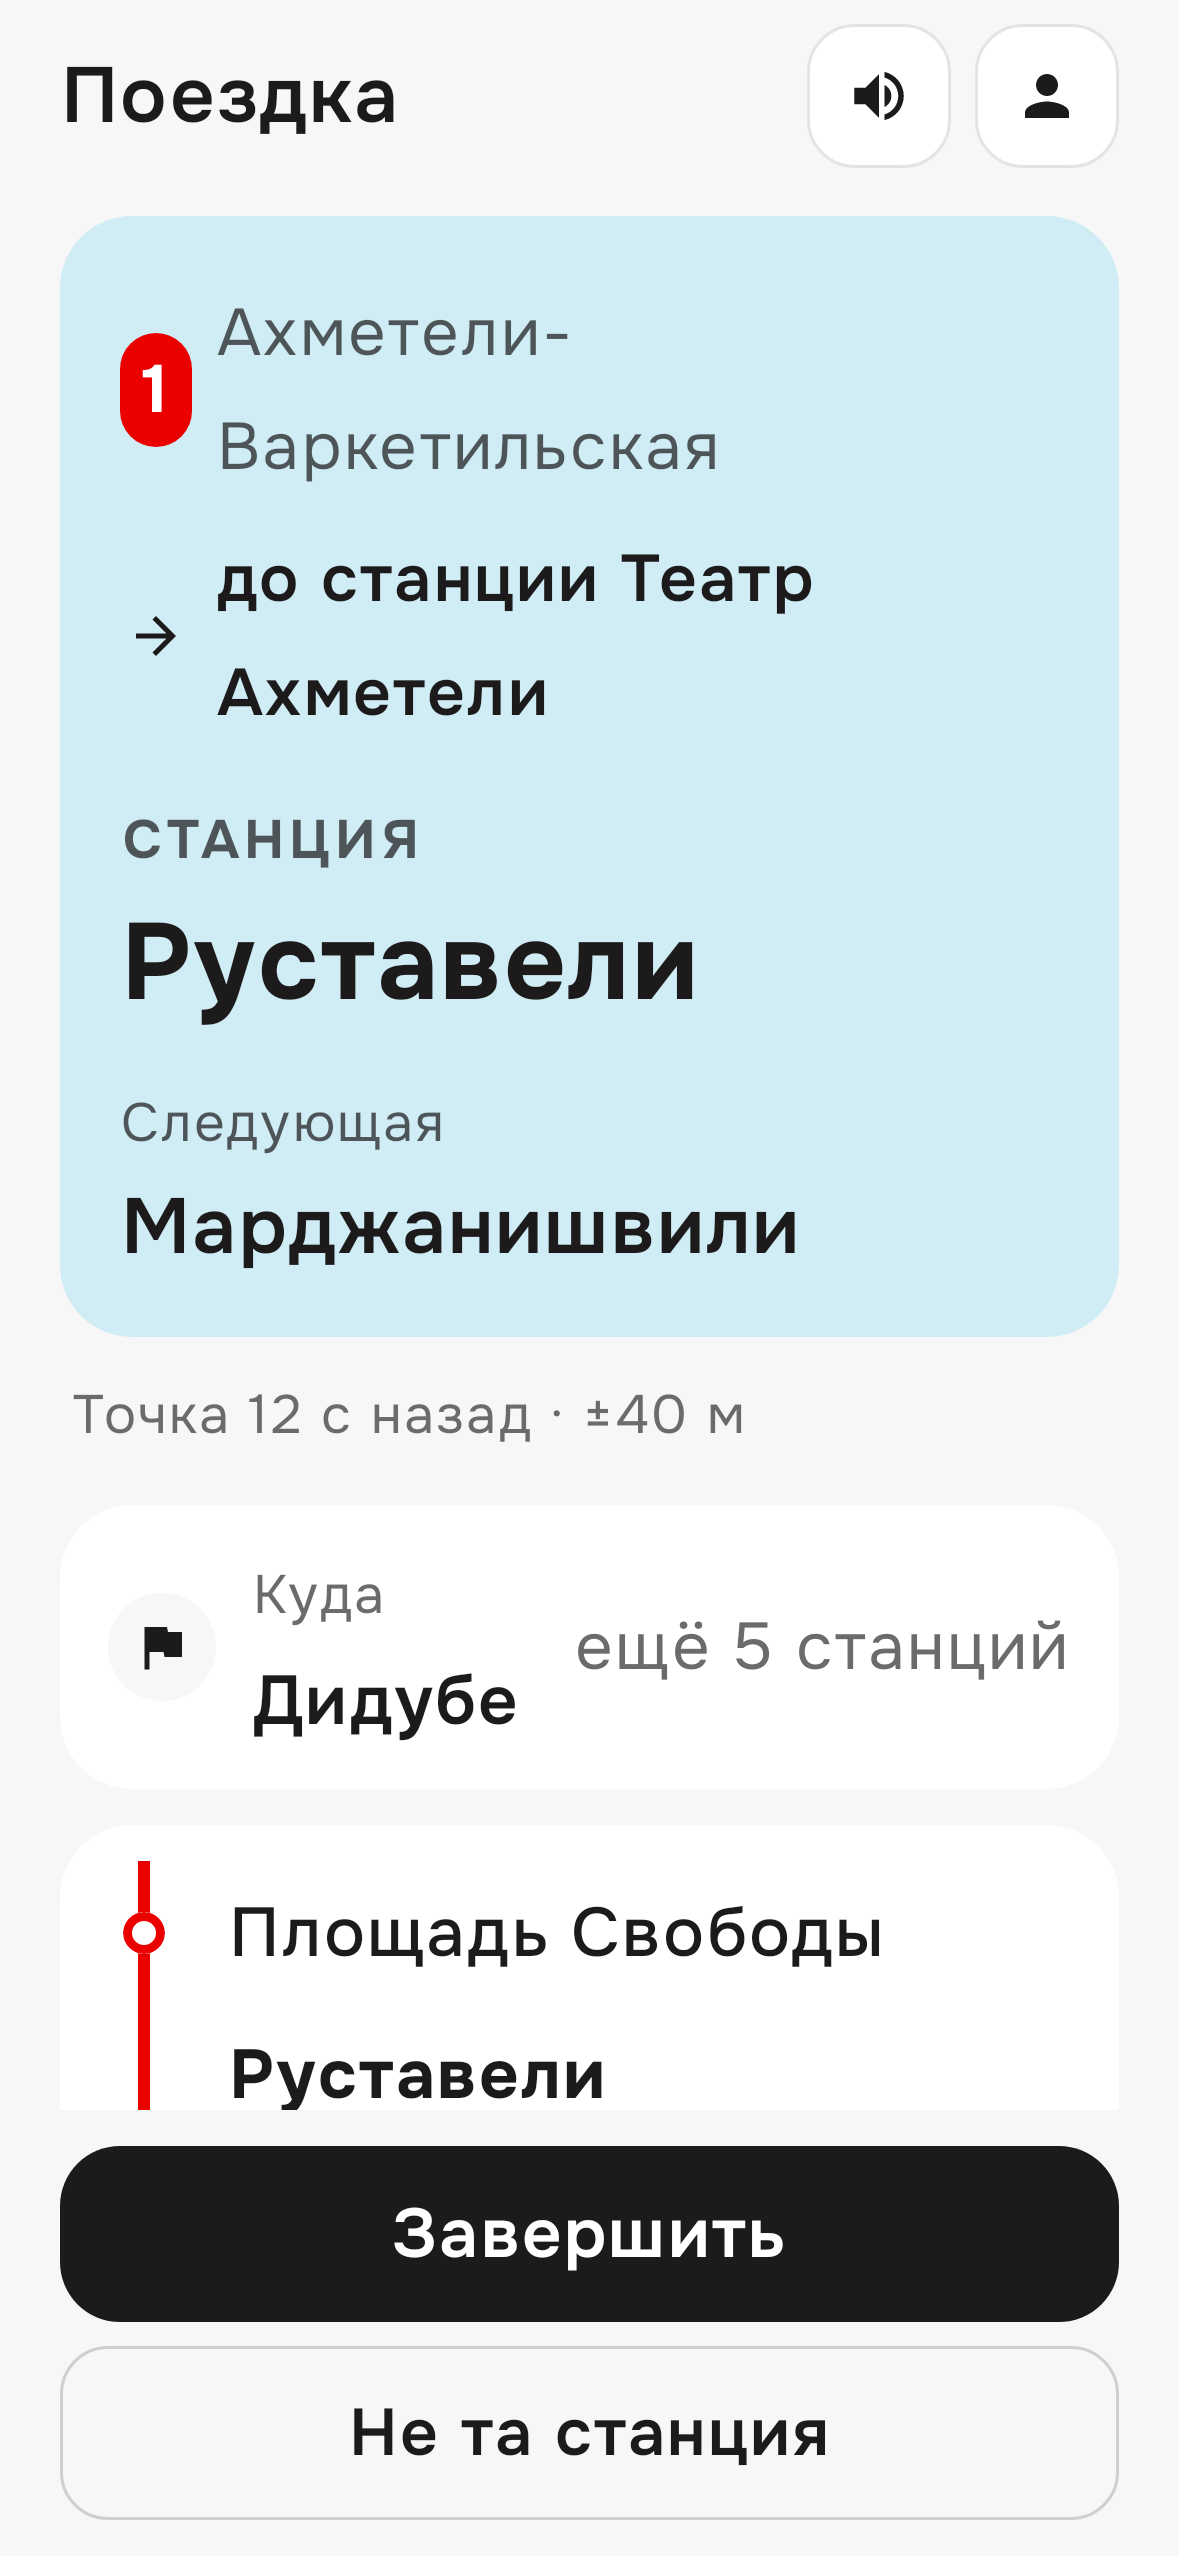 Поездка
1
Ахметели-
Варкетильская
до станции Театр
Ахметели
СТАНЦИЯ
Руставели
Следующая
Марджанишвили
Точка 12 с назад · ±40 м
Куда
Дидубе
ещё 5 станций
Площадь Свободы
Руставели
Завершить
Не та станция